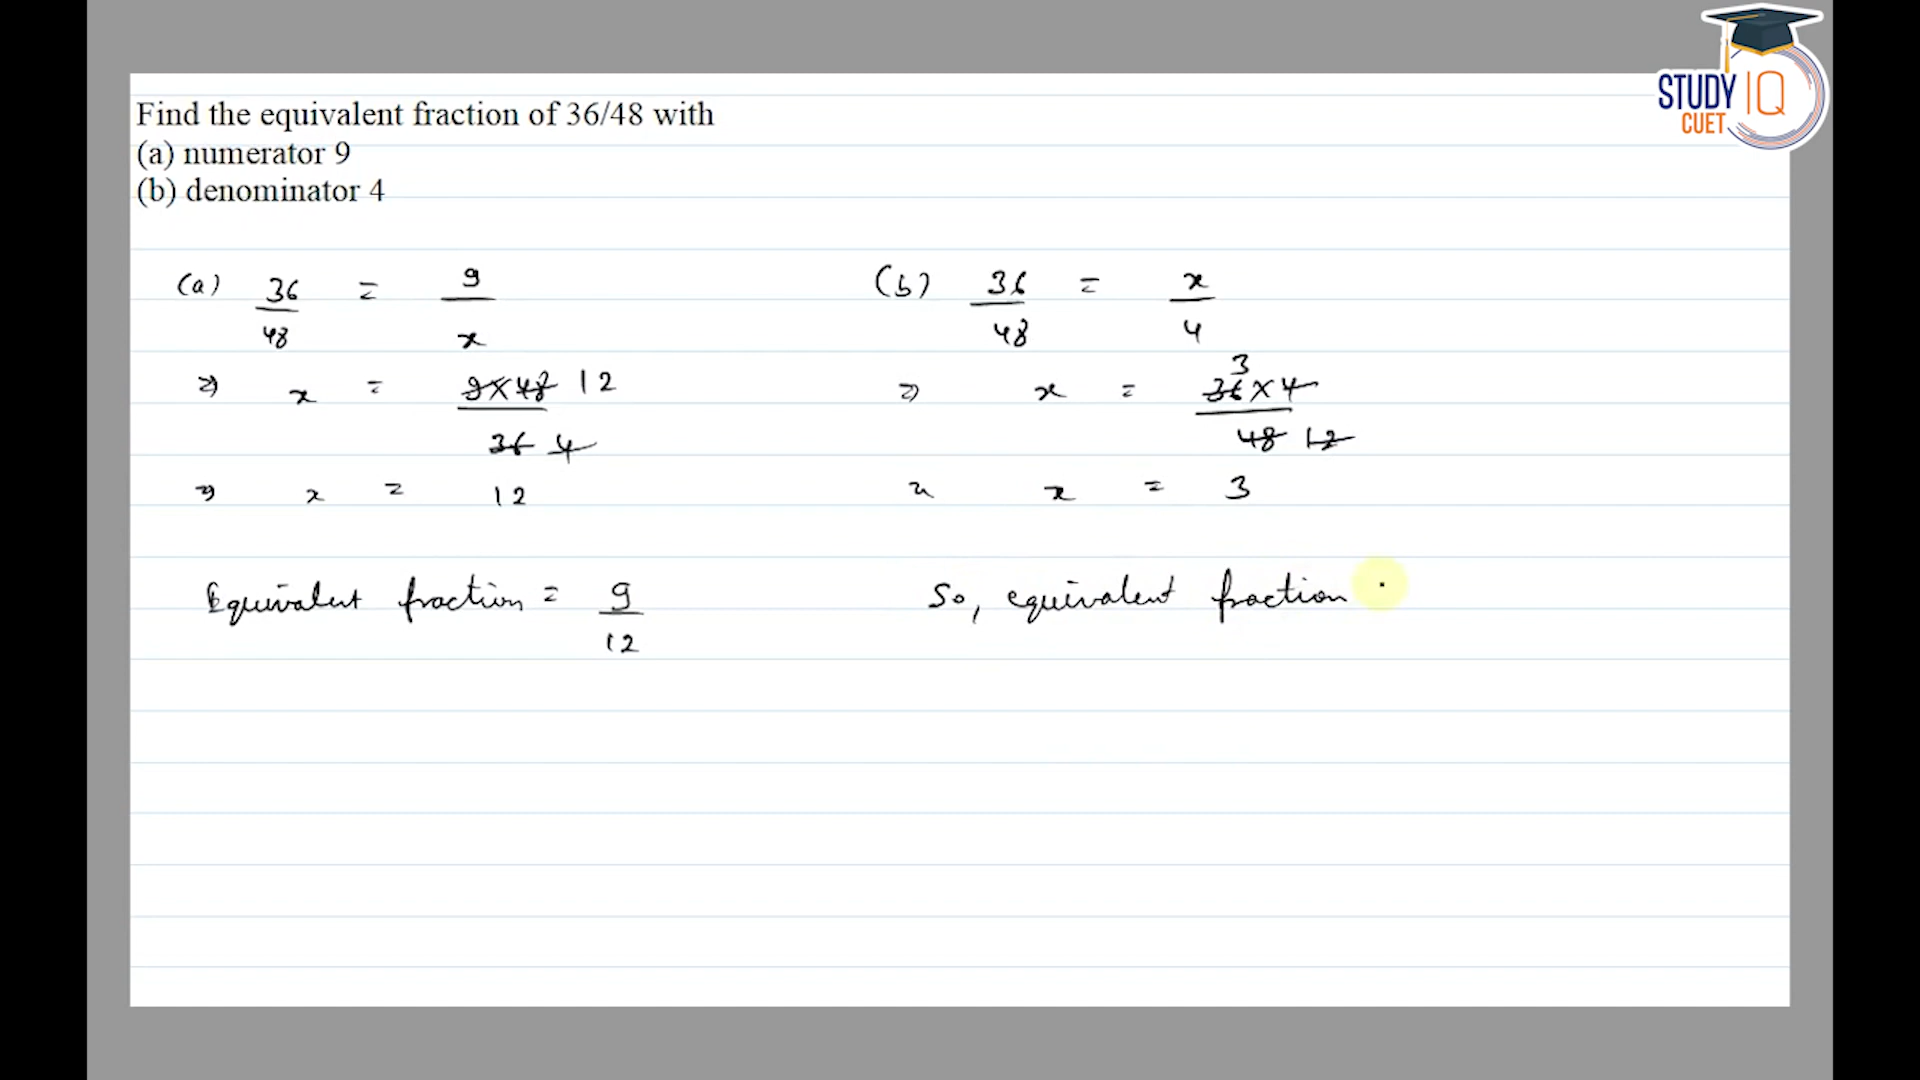 STUDY IQ
CUET
Find the equivalent fraction of 36/48 with
(a) numerator 9
(b) denominator 4
(a) 36/48 = 9/x
⇒ x = 9×48 12 / 36 4
⇒ x = 12
Equivalent fraction = 9/12
(b) 36/48 = x/4
⇒ x = 3 36×4 / 48 12
x = 3
So, equivalent fraction